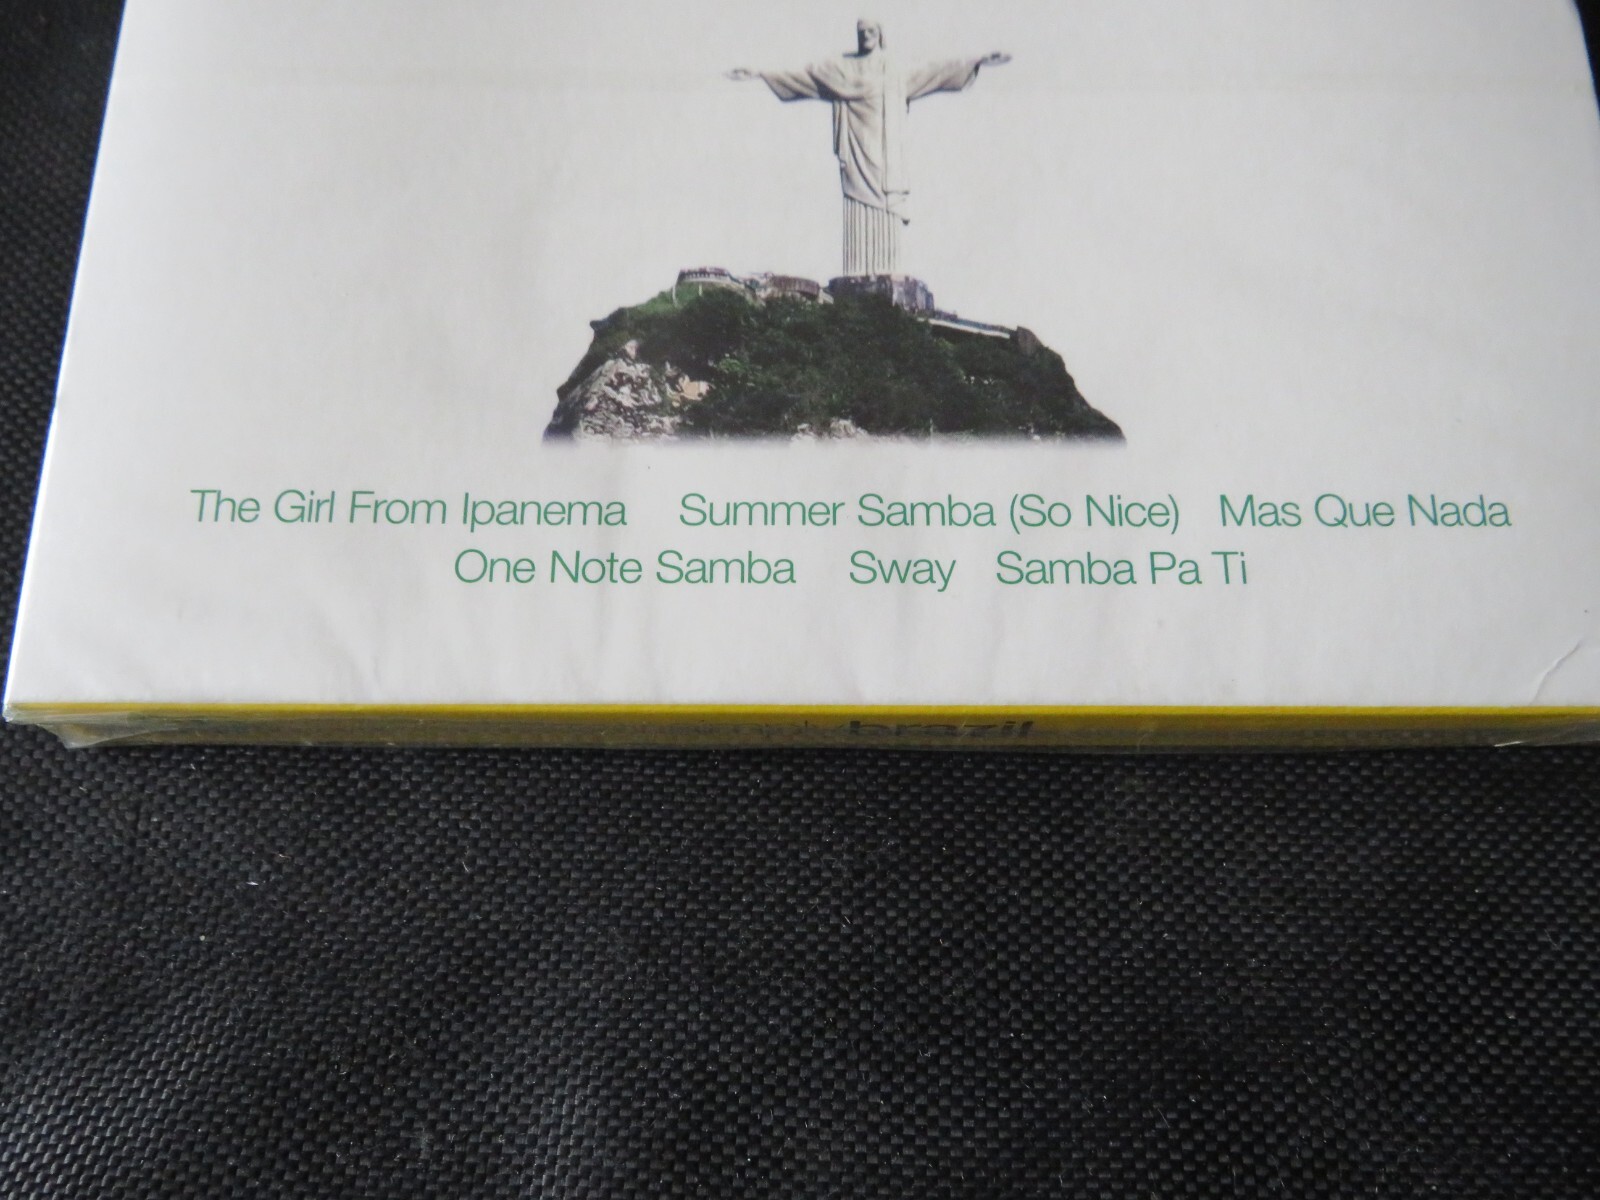 The Girl From Ipanema Summer Samba (So Nice) Mas Que Nada
One Note Samba Sway Samba Pa Ti
brazil